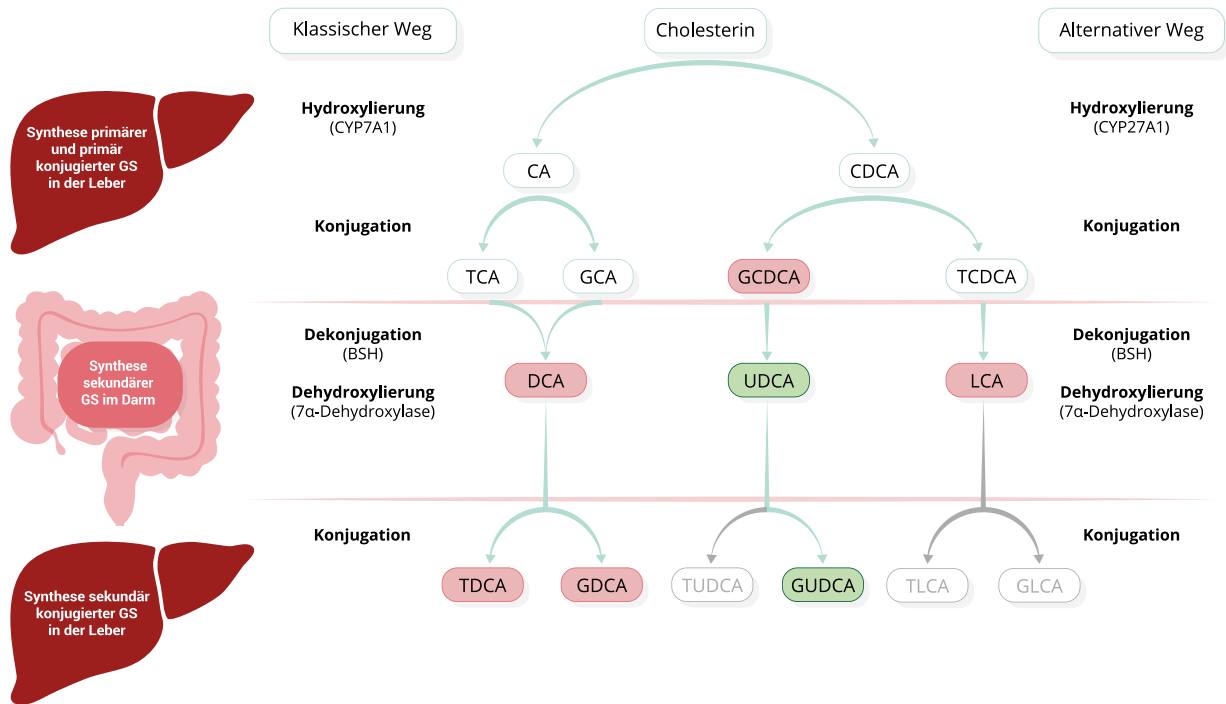 Klassischer Weg
Cholesterin
Alternativer Weg
Synthese primärer
und primär
konjugierter GS
in der Leber
Hydroxylierung
(CYP7A1)
Hydroxylierung
(CYP27A1)
CA
CDCA
Konjugation
Konjugation
TCA
GCA
GCDCA
TCDCA
Synthese
sekundärer
GS im Darm
Dekonjugation
(BSH)
Dehydroxylierung
(7α-Dehydroxylase)
DCA
UDCA
LCA
Dekonjugation
(BSH)
Dehydroxylierung
(7α-Dehydroxylase)
Synthese sekundär
konjugierter GS
in der Leber
Konjugation
Konjugation
TDCA
GDCA
TUDCA
GUDCA
TLCA
GLCA